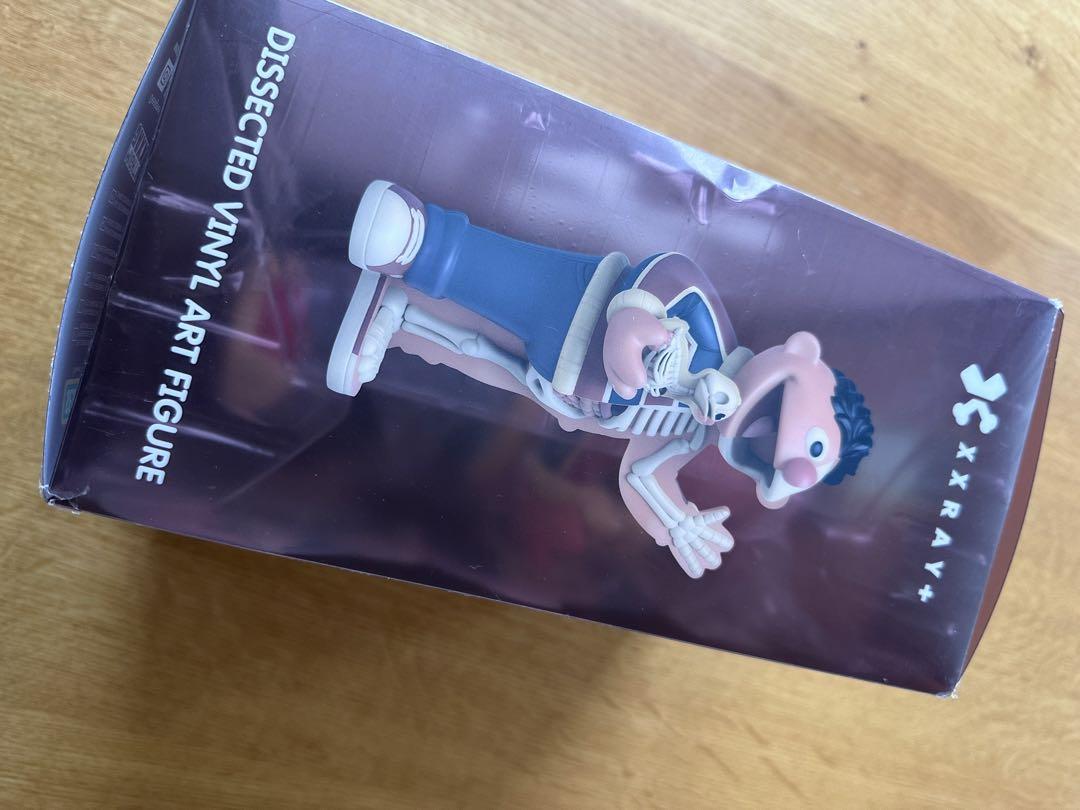 XXRAY+
DISSECTED VINYL ART FIGURE